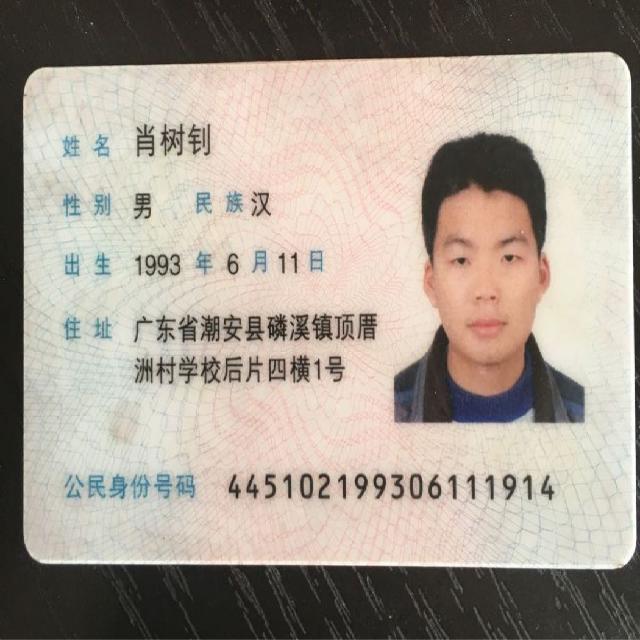 姓名 肖树钊
性别 男 民族 汉
出生 1993 年 6 月 11 日
住址 广东省潮安县磷溪镇顶厝
洲村学校后片四横1号
公民身份号码 445102199306111914